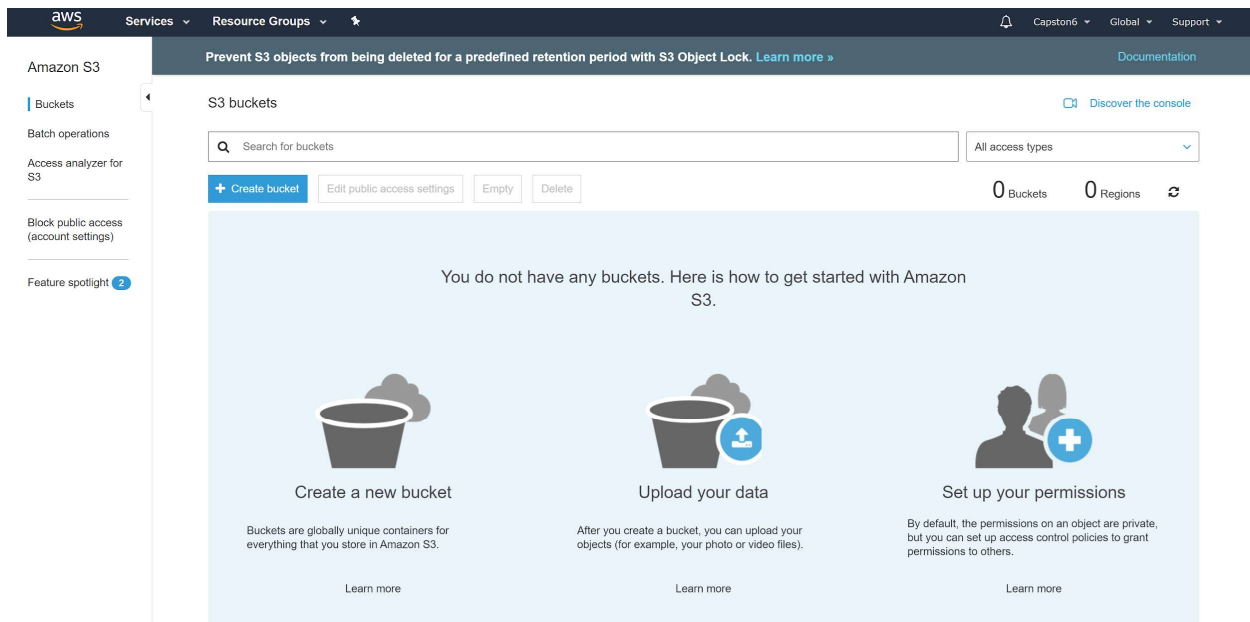 aws Services Resource Groups Capston6 Global Support
Amazon S3
Buckets
Batch operations
Access analyzer for
S3
Block public access
(account settings)
Feature spotlight 2
Prevent S3 objects from being deleted for a predefined retention period with S3 Object Lock. Learn more » Documentation
S3 buckets Discover the console
Search for buckets All access types
Create bucket Edit public access settings Empty Delete 0 Buckets 0 Regions
You do not have any buckets. Here is how to get started with Amazon
S3.
Create a new bucket
Buckets are globally unique containers for
everything that you store in Amazon S3.
Learn more
Upload your data
After you create a bucket, you can upload your
objects (for example, your photo or video files).
Learn more
Set up your permissions
By default, the permissions on an object are private,
but you can set up access control policies to grant
permissions to others.
Learn more